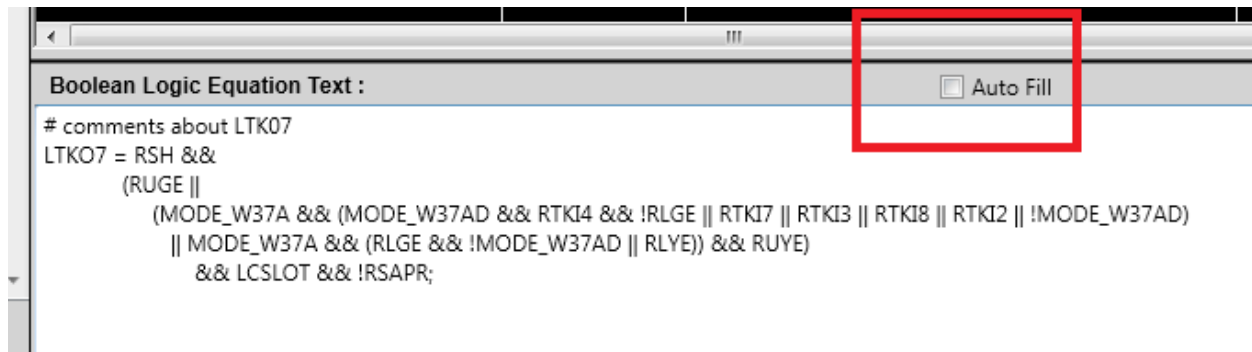 Boolean Logic Equation Text :
Auto Fill
# comments about LTK07
LTKO7 = RSH &&
(RUGE ||
(MODE_W37A && (MODE_W37AD && RTKI4 && !RLGE || RTKI7 || RTKI3 || RTKI8 || RTKI2 || !MODE_W37AD)
|| MODE_W37A && (RLGE && !MODE_W37AD || RLYE)) && RUYE)
&& LCSLOT && !RSAPR;